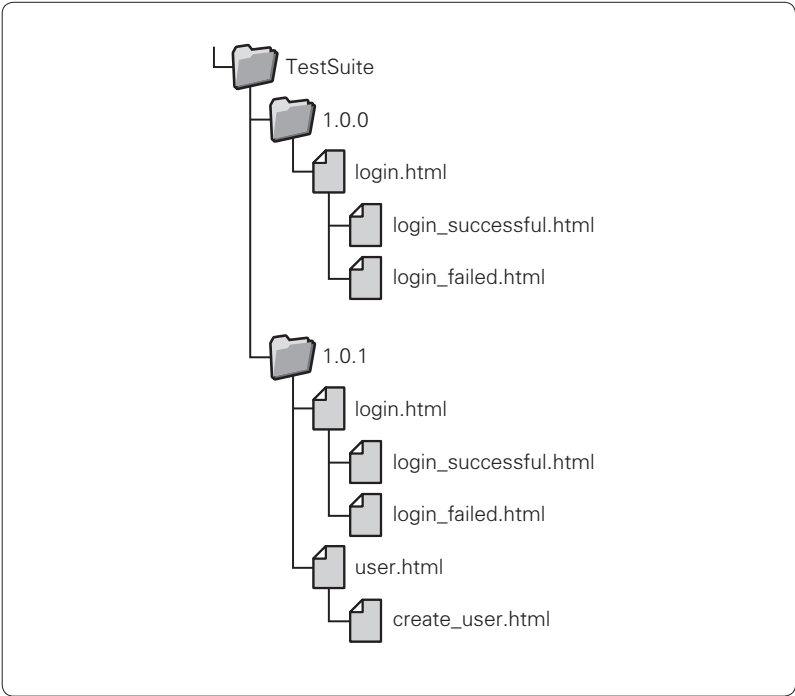 TestSuite
1.0.0
login.html
login_successful.html
login_failed.html
1.0.1
login.html
login_successful.html
login_failed.html
user.html
create_user.html